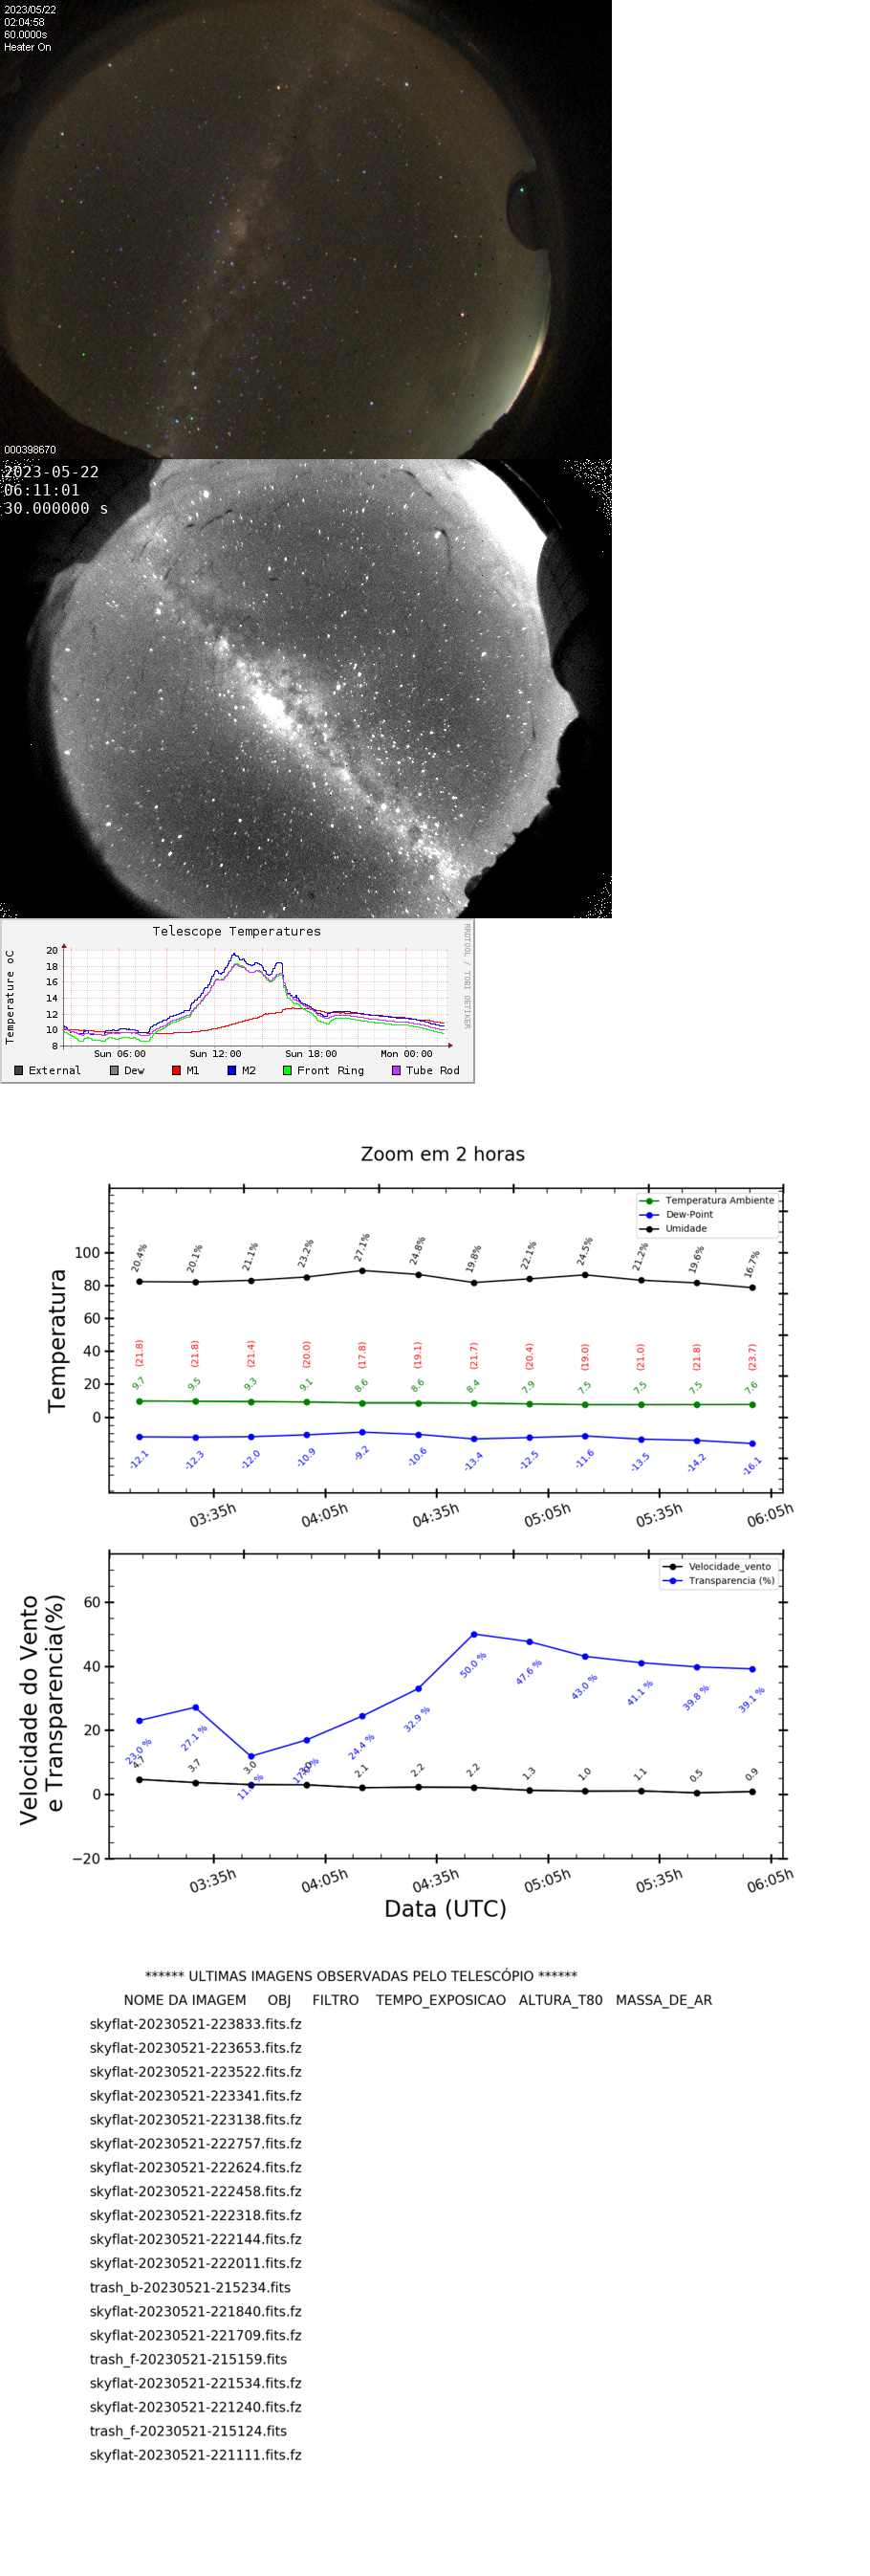 2023/05/22
02:04:58
60.0000s
Heater On
000398670
2023-05-22
06:11:01
30.000000 s
Telescope Temperatures
Temperature oC
20
18
16
14
12
10
8
Sun 06:00
Sun 12:00
Sun 18:00
Mon 00:00
RRDTOOL / TOBI OETIKER
External
Dew
M1
M2
Front Ring
Tube Rod
Zoom em 2 horas
Temperatura
100
80
60
40
20
0
Temperatura Ambiente
Dew-Point
Umidade
20.4% 20.1% 21.1% 23.2% 27.1% 24.8% 19.8% 22.1% 24.5% 21.2% 19.6% 16.7%
(21.8) (21.8) (21.4) (20.0) (17.8) (19.1) (21.7) (20.4) (19.0) (21.0) (21.8) (23.7)
9.7 9.5 9.3 9.1 8.6 8.6 8.4 7.9 7.5 7.5 7.5 7.6
-12.1 -12.3 -12.0 -10.9 -9.2 -10.6 -13.4 -12.5 -11.6 -13.5 -14.2 -16.1
03:35h 04:05h 04:35h 05:05h 05:35h 06:05h
Velocidade do Vento
e Transparencia(%)
60
40
20
0
−20
Velocidade_vento
Transparencia (%)
23.0 % 27.1 % 24.4 % 32.9 % 50.0 % 47.6 % 43.0 % 41.1 % 39.8 % 39.1 %
4.7 3.7 3.0 2.1 2.2 2.2 1.3 1.0 1.1 0.5 0.9
03:35h 04:05h 04:35h 05:05h 05:35h 06:05h
Data (UTC)
****** ULTIMAS IMAGENS OBSERVADAS PELO TELESCÓPIO ******
NOME DA IMAGEM OBJ FILTRO TEMPO_EXPOSICAO ALTURA_T80 MASSA_DE_AR
skyflat-20230521-223833.fits.fz
skyflat-20230521-223653.fits.fz
skyflat-20230521-223522.fits.fz
skyflat-20230521-223341.fits.fz
skyflat-20230521-223138.fits.fz
skyflat-20230521-222757.fits.fz
skyflat-20230521-222624.fits.fz
skyflat-20230521-222458.fits.fz
skyflat-20230521-222318.fits.fz
skyflat-20230521-222144.fits.fz
skyflat-20230521-222011.fits.fz
trash_b-20230521-215234.fits
skyflat-20230521-221840.fits.fz
skyflat-20230521-221709.fits.fz
trash_f-20230521-215159.fits
skyflat-20230521-221534.fits.fz
skyflat-20230521-221240.fits.fz
trash_f-20230521-215124.fits
skyflat-20230521-221111.fits.fz